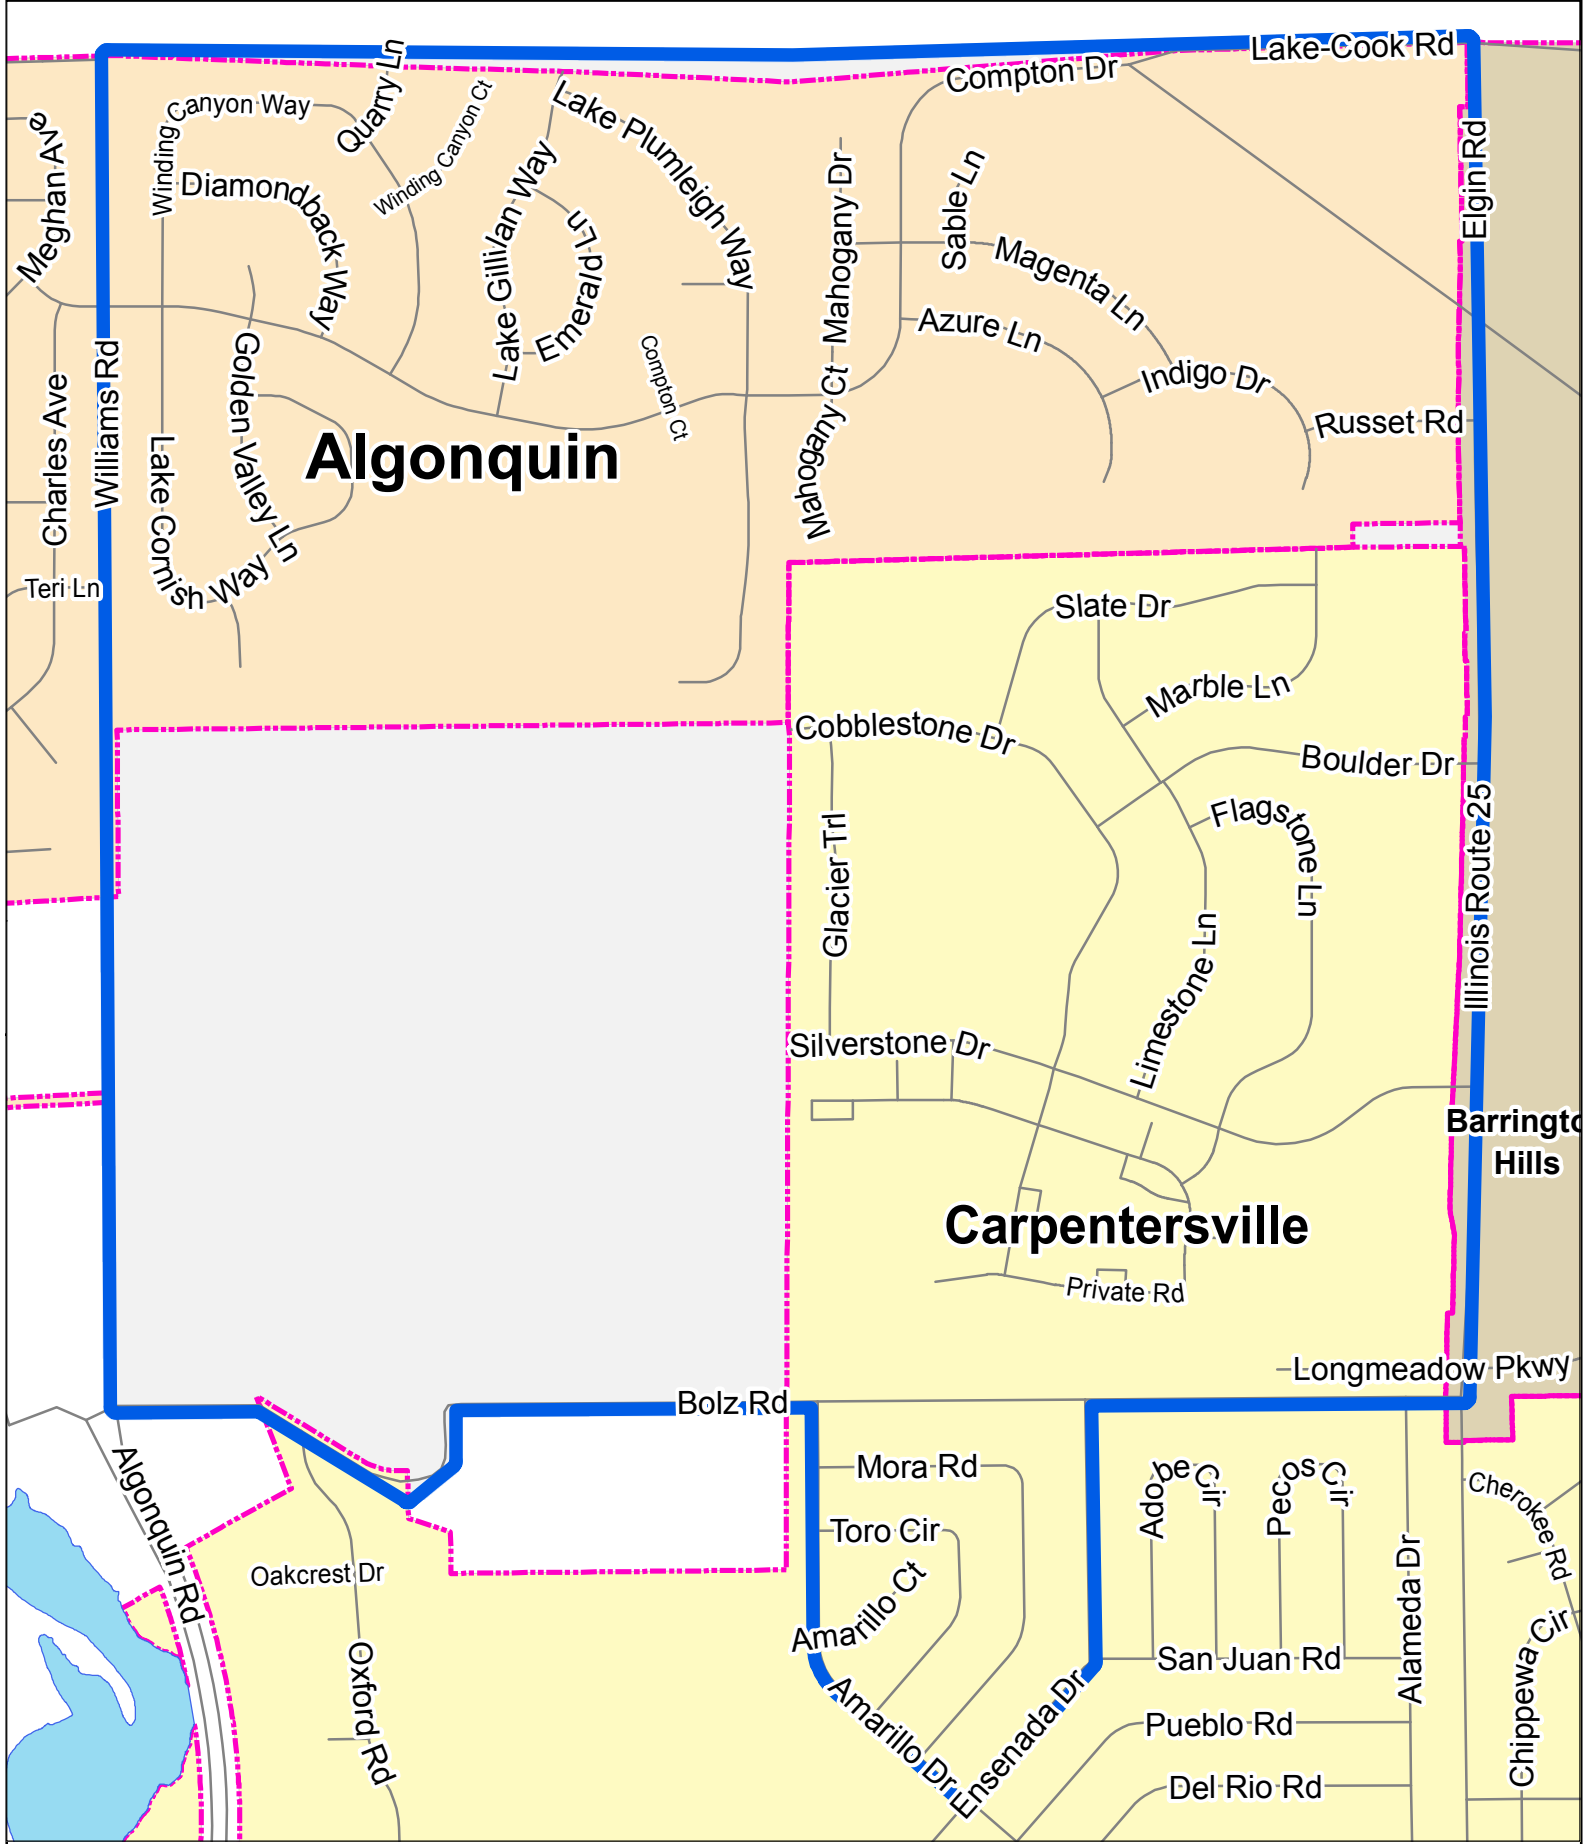 Lake-Cook Rd
Compton Dr
Quarry Ln
Winding Canyon Way
Winding Canyon Ct
Lake Plumleigh Way
Meghan Ave
Diamondback Way
Lake Gillilan Way
Emerald Ln
Mahogany Dr
Sable Ln
Elgin Rd
Magenta Ln
Azure Ln
Indigo Dr
Russet Rd
Compton Ct
Mahogany Ct
Golden Valley Ln
Charles Ave
Williams Rd
Lake Cornish Way
Algonquin
Teri Ln
Slate Dr
Marble Ln
Cobblestone Dr
Boulder Dr
Flagstone Ln
Illinois Route 25
Glacier Trl
Limestone Ln
Silverstone Dr
Barringto
Hills
Carpentersville
Private Rd
Longmeadow Pkwy
Bolz Rd
Algonquin Rd
Mora Rd
Adobe Cir
Pecos Cir
Cherokee Rd
Toro Cir
Oakcrest Dr
Amarillo Ct
Alameda Dr
San Juan Rd
Chippewa Cir
Oxford Rd
Amarillo Dr
Ensenada Dr
Pueblo Rd
Del Rio Rd